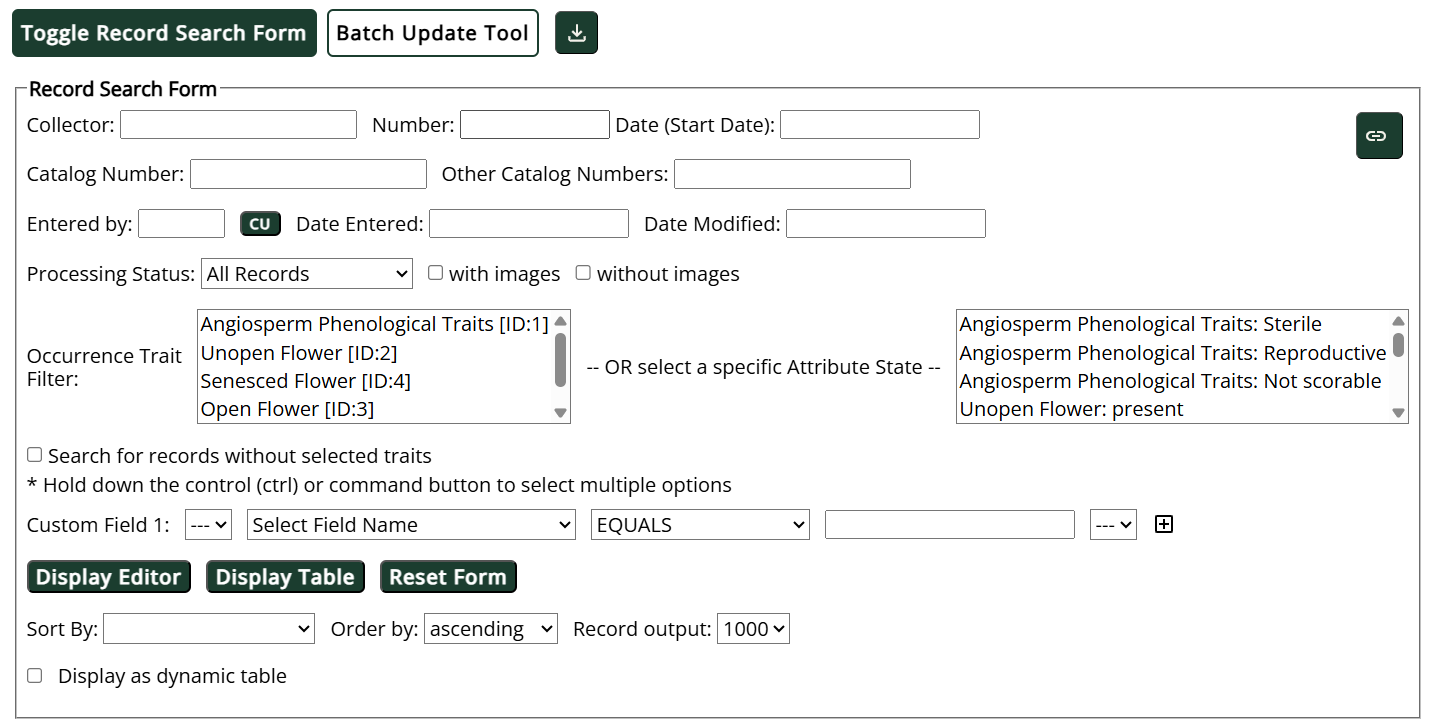 Toggle Record Search Form Batch Update Tool
Record Search Form
Collector: Number: Date (Start Date):
Catalog Number: Other Catalog Numbers:
Entered by: CU Date Entered: Date Modified:
Processing Status: All Records with images without images
Occurrence Trait Filter:
Angiosperm Phenological Traits [ID:1]
Unopen Flower [ID:2]
Senesced Flower [ID:4]
Open Flower [ID:3]
-- OR select a specific Attribute State --
Angiosperm Phenological Traits: Sterile
Angiosperm Phenological Traits: Reproductive
Angiosperm Phenological Traits: Not scorable
Unopen Flower: present
Search for records without selected traits
* Hold down the control (ctrl) or command button to select multiple options
Custom Field 1: --- Select Field Name EQUALS ---
Display Editor Display Table Reset Form
Sort By: Order by: ascending Record output: 1000
Display as dynamic table